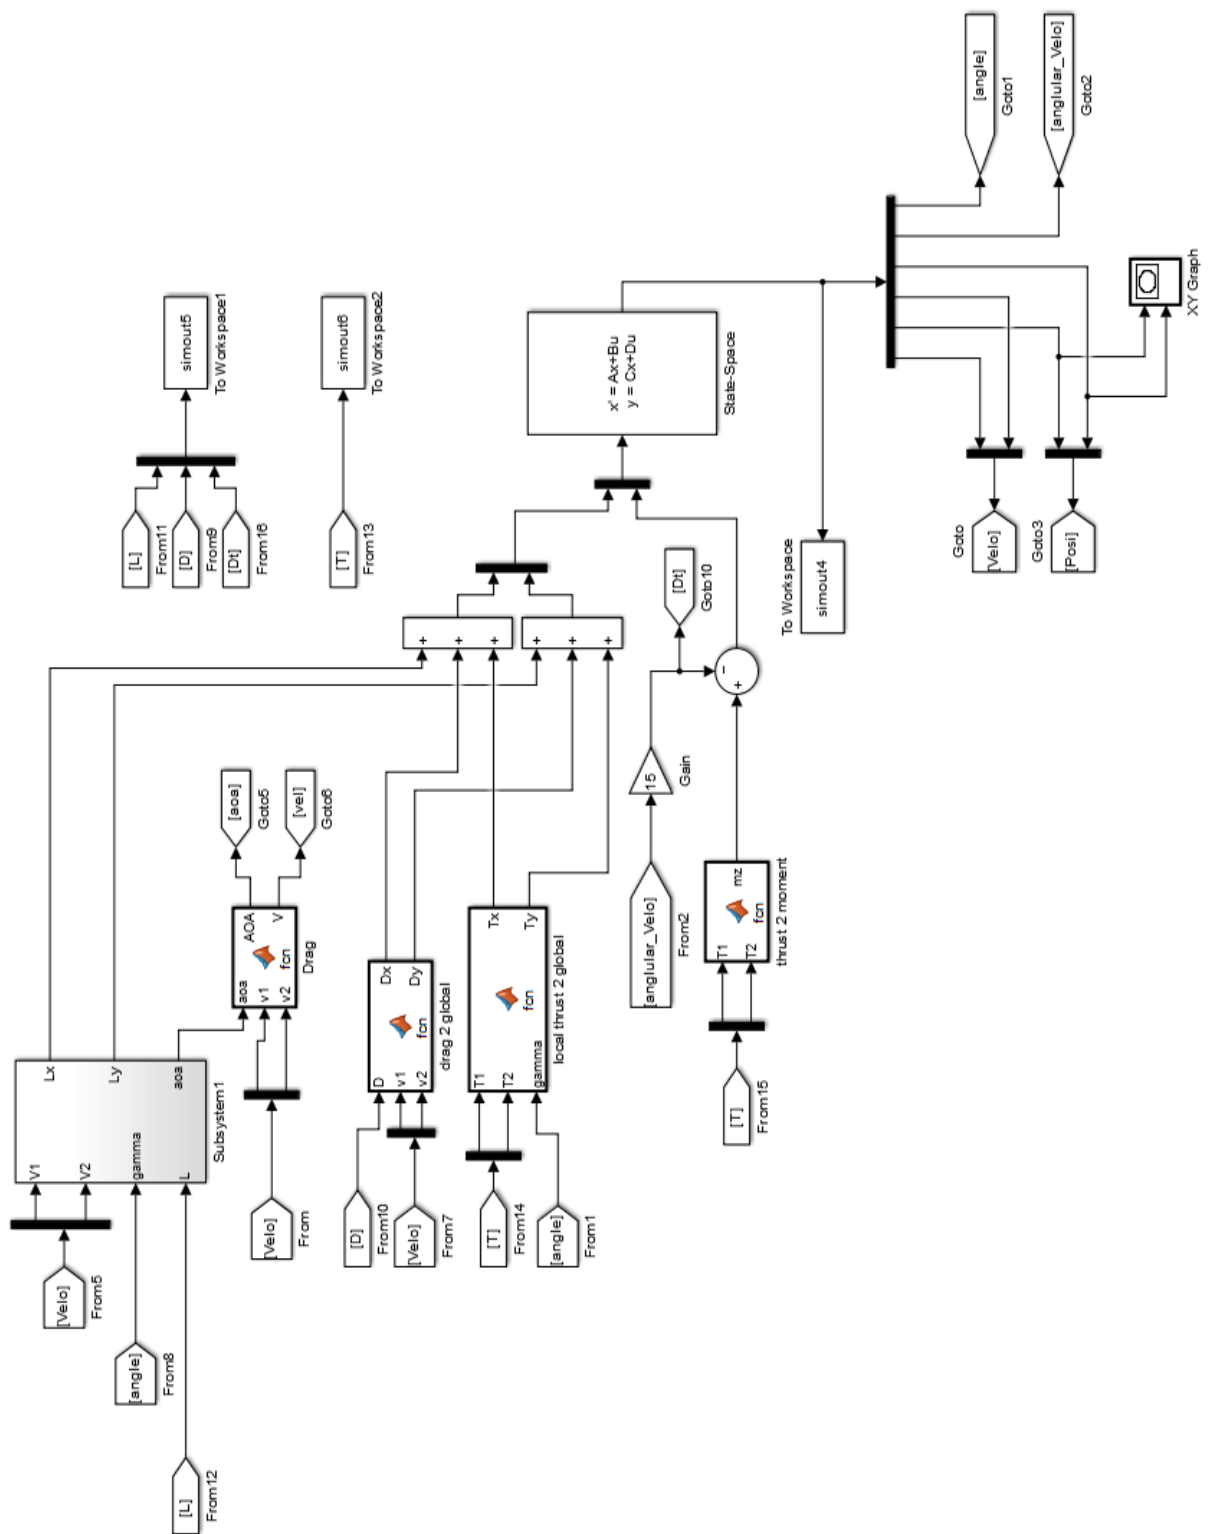 [L]
From12
[angle]
From8
[Velo]
From5
V1
V2
gamma
L
Lx
Ly
aoa
Subsystem1
[Velo]
From
aoa
v1
v2
AOA
V
fcn
Drag
[aoa]
Goto5
[vel]
Goto6
[D]
From10
[Velo]
From7
D
v1
v2
Dx
Dy
fcn
drag 2 global
[T]
From14
[angle]
From1
T1
T2
gamma
Tx
Ty
fcn
local thrust 2 global
[anglular_Velo]
From2
15
Gain
[Dt]
Goto10
[T]
From15
T1
T2
mz
fcn
thrust 2 moment
+
+
+
+
+
+
+
−
[L]
From11
[D]
From9
[Dt]
From16
simout5
To Workspace1
[T]
From13
simout6
To Workspace2
x' = Ax+Bu
y = Cx+Du
State-Space
To Workspace
simout4
[angle]
Goto1
[anglular_Velo]
Goto2
Goto
[Velo]
Goto3
[Posi]
XY Graph